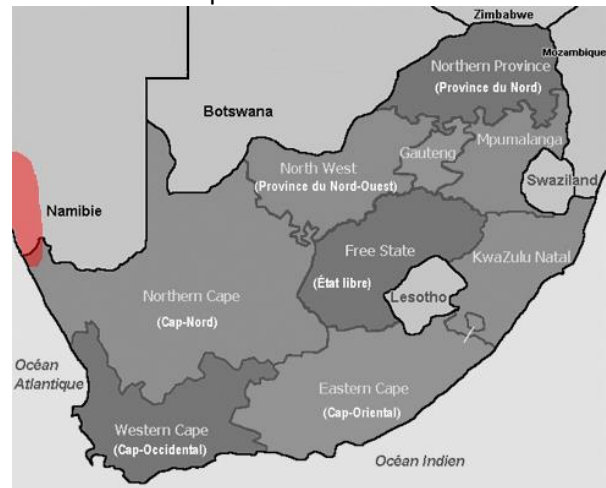 Zimbabwe
Mozambique
Northern Province
(Province du Nord)
Botswana
Mpumalanga
Gauteng
North West
(Province du Nord-Ouest)
Swaziland
Namibie
Free State
(État libre)
KwaZulu Natal
Lesotho
Northern Cape
(Cap-Nord)
Océan
Atlantique
Eastern Cape
(Cap-Oriental)
Western Cape
(Cap-Occidental)
Océan Indien